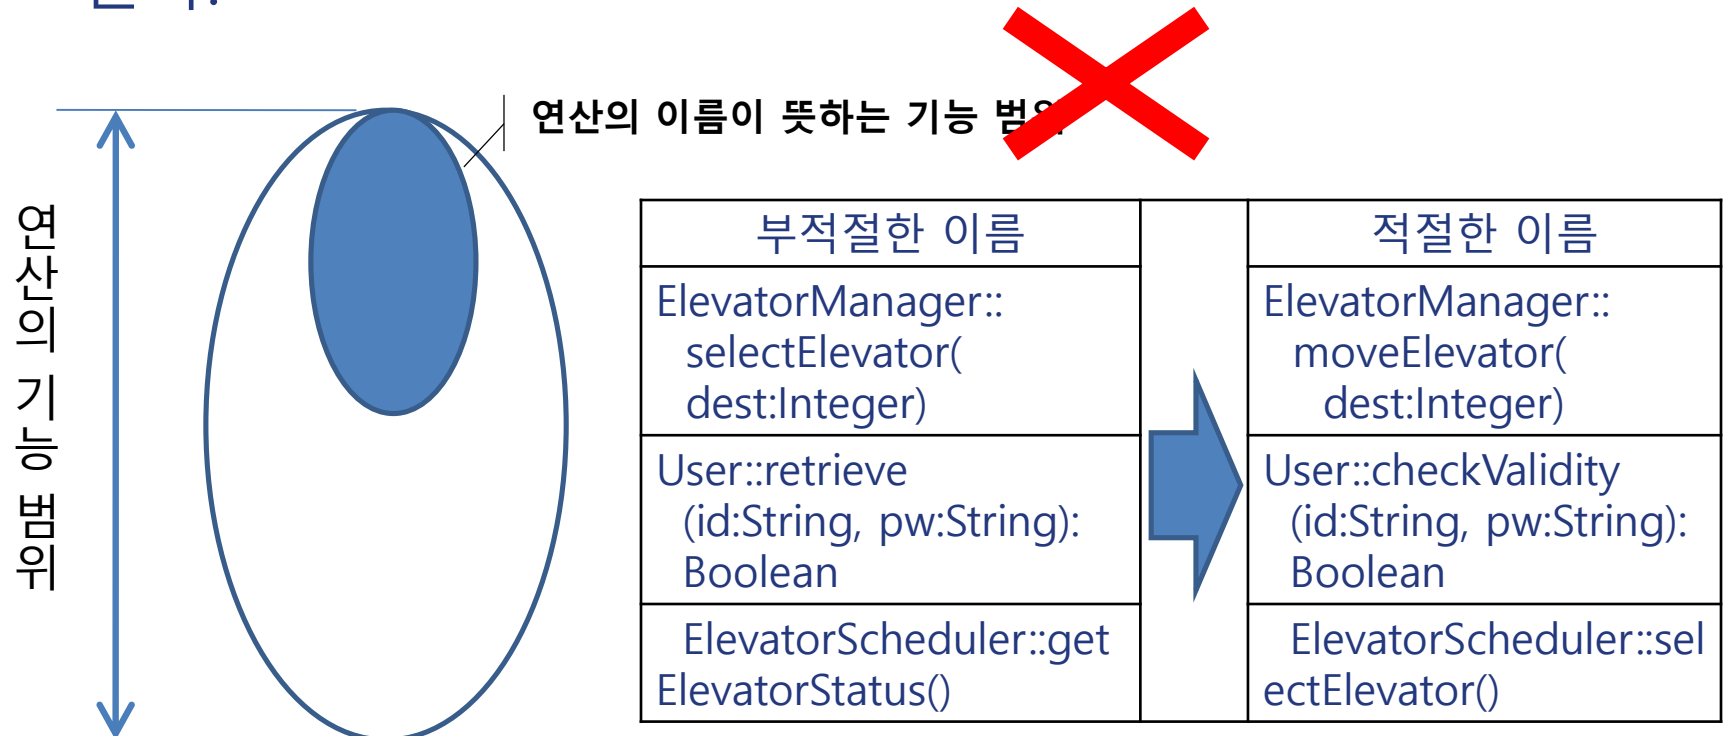 연산의 이름이 뜻하는 기능
연산의 기능 범위
부적절한 이름
적절한 이름
ElevatorManager::
selectElevator(
dest:Integer)
ElevatorManager::
moveElevator(
dest:Integer)
User::retrieve
(id:String, pw:String):
Boolean
User::checkValidity
(id:String, pw:String):
Boolean
ElevatorScheduler::get
ElevatorStatus()
ElevatorScheduler::sel
ectElevator()